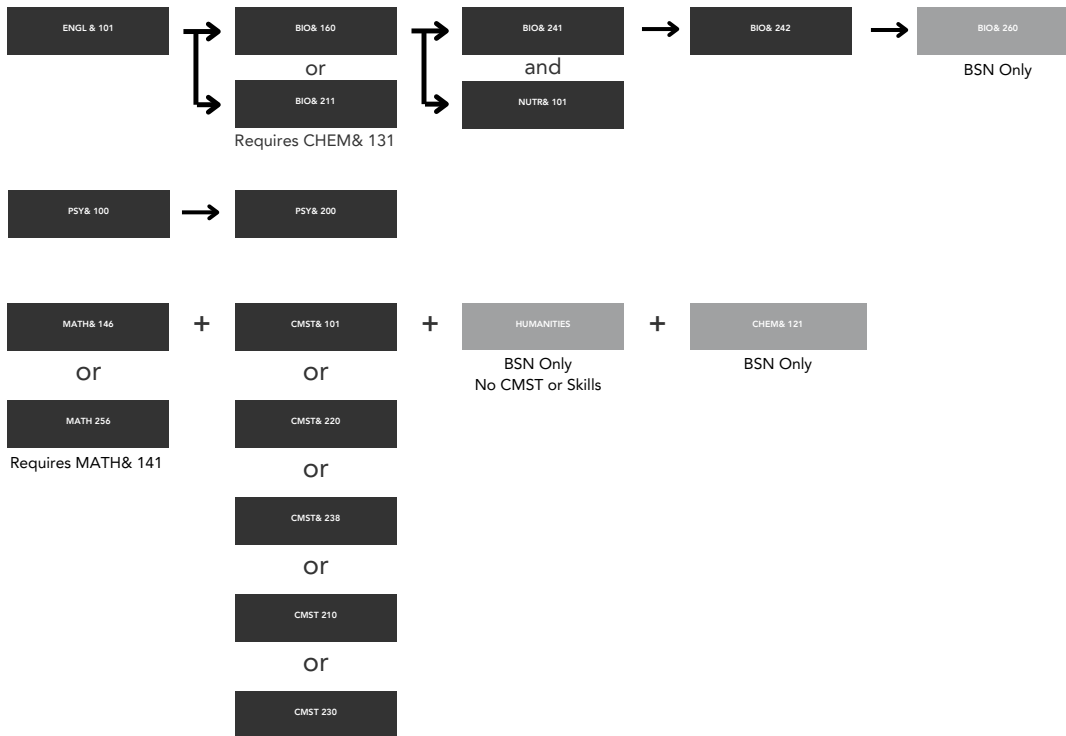 ENGL & 101
BIO& 160
BIO& 241
BIO& 242
BIO& 260
or
and
BSN Only
BIO& 211
NUTR& 101
Requires CHEM& 131
PSY& 100
PSY& 200
MATH& 146
+
CMST& 101
+
HUMANITIES
+
CHEM& 121
or
or
BSN Only
No CMST or Skills
BSN Only
MATH 256
CMST& 220
Requires MATH& 141
or
CMST& 238
or
CMST 210
or
CMST 230